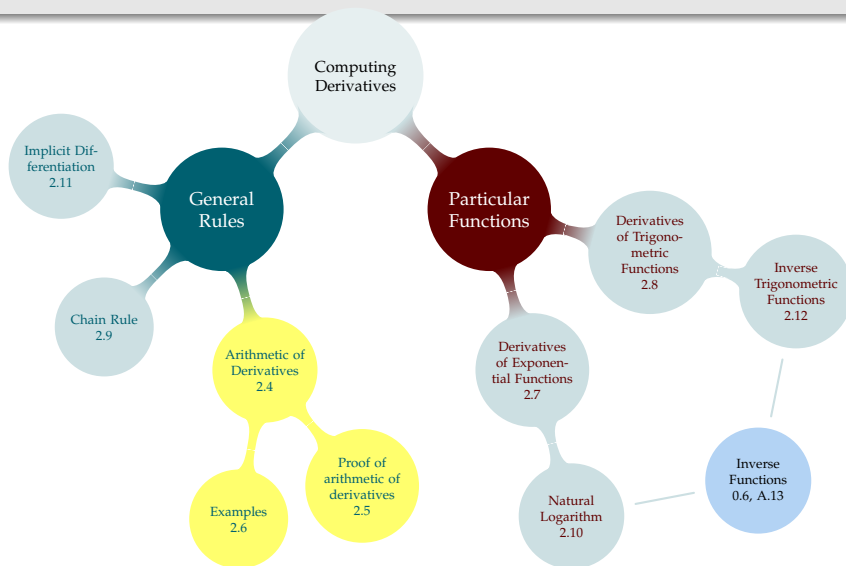 Computing
Derivatives
General
Rules
Particular
Functions
Implicit Dif-
ferentiation
2.11
Chain Rule
2.9
Arithmetic of
Derivatives
2.4
Examples
2.6
Proof of
arithmetic of
derivatives
2.5
Derivatives
of Trigono-
metric
Functions
2.8
Inverse
Trigonometric
Functions
2.12
Derivatives
of Exponen-
tial Functions
2.7
Natural
Logarithm
2.10
Inverse
Functions
0.6, A.13